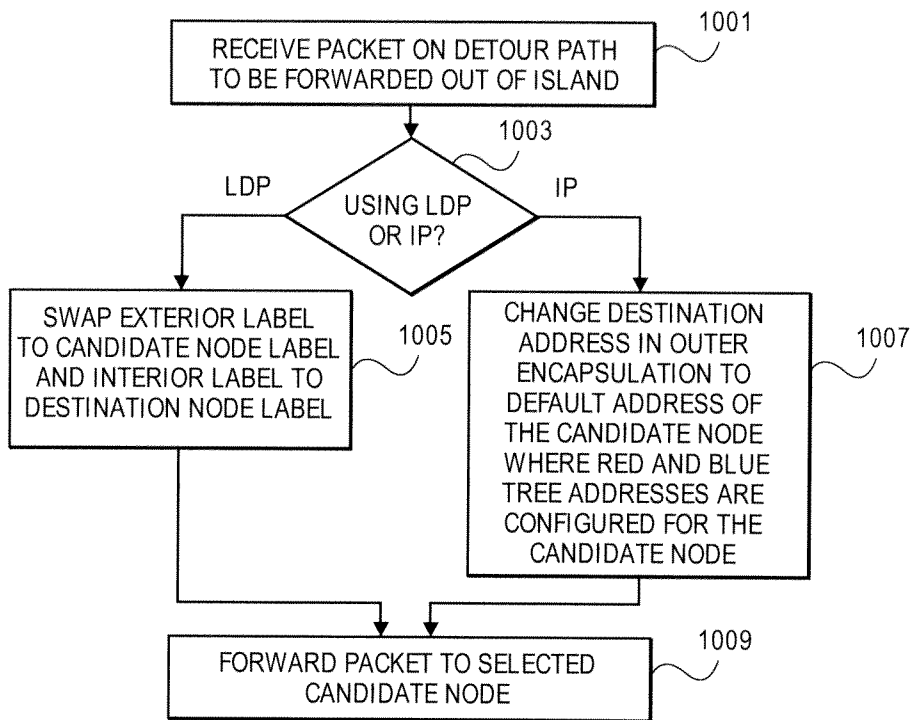 1001
RECEIVE PACKET ON DETOUR PATH
TO BE FORWARDED OUT OF ISLAND
1003
LDP
IP
USING LDP
OR IP?
SWAP EXTERIOR LABEL
TO CANDIDATE NODE LABEL
AND INTERIOR LABEL TO
DESTINATION NODE LABEL
1005
CHANGE DESTINATION
ADDRESS IN OUTER
ENCAPSULATION TO
DEFAULT ADDRESS OF
THE CANDIDATE NODE
WHERE RED AND BLUE
TREE ADDRESSES ARE
CONFIGURED FOR THE
CANDIDATE NODE
1007
FORWARD PACKET TO SELECTED
CANDIDATE NODE
1009